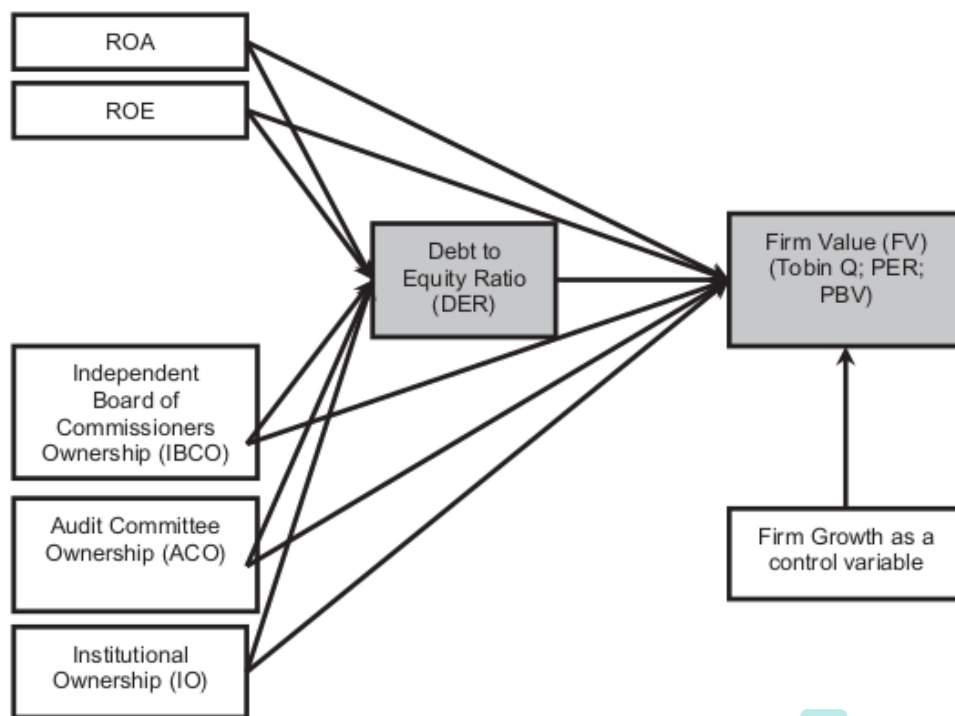 ROA
ROE
Debt to
Equity Ratio
(DER)
Firm Value (FV)
(Tobin Q; PER;
PBV)
Independent
Board of
Commissioners
Ownership (IBCO)
Audit Committee
Ownership (ACO)
Firm Growth as a
control variable
Institutional
Ownership (IO)